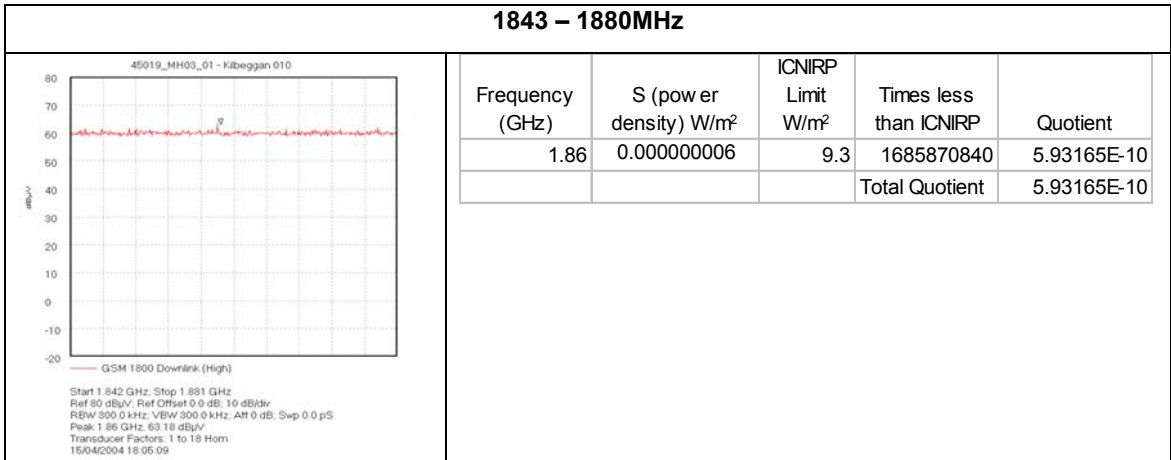 1843 – 1880MHz
45019_MH03_01 - Kilbeggan 010
80
70
60
50
40
30
20
10
0
-10
-20
dBµV
GSM 1800 Downlink (High)
Start 1.842 GHz; Stop 1.881 GHz
Ref 80 dBµV; Ref Offset 0.0 dB; 10 dB/div
RBW 300.0 kHz; VBW 300.0 kHz; Att 0 dB; Swp 0.0 pS
Peak 1.86 GHz, 63.18 dBµV
Transducer Factors: 1 to 18 Horn
15/04/2004 18:05:09
Frequency (GHz) S (pow er density) W/m² ICNIRP Limit W/m² Times less than ICNIRP Quotient
1.86 0.000000006 9.3 1685870840 5.93165E-10
Total Quotient 5.93165E-10